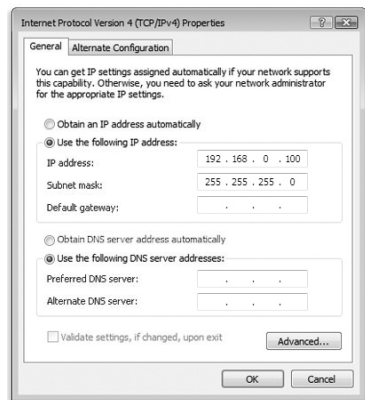 Internet Protocol Version 4 (TCP/IPv4) Properties
General
Alternate Configuration
You can get IP settings assigned automatically if your network supports
this capability. Otherwise, you need to ask your network administrator
for the appropriate IP settings.
Obtain an IP address automatically
Use the following IP address:
IP address: 192 . 168 . 0 . 100
Subnet mask: 255 . 255 . 255 . 0
Default gateway: . . .
Obtain DNS server address automatically
Use the following DNS server addresses:
Preferred DNS server: . . .
Alternate DNS server: . . .
Validate settings, if changed, upon exit
Advanced...
OK
Cancel